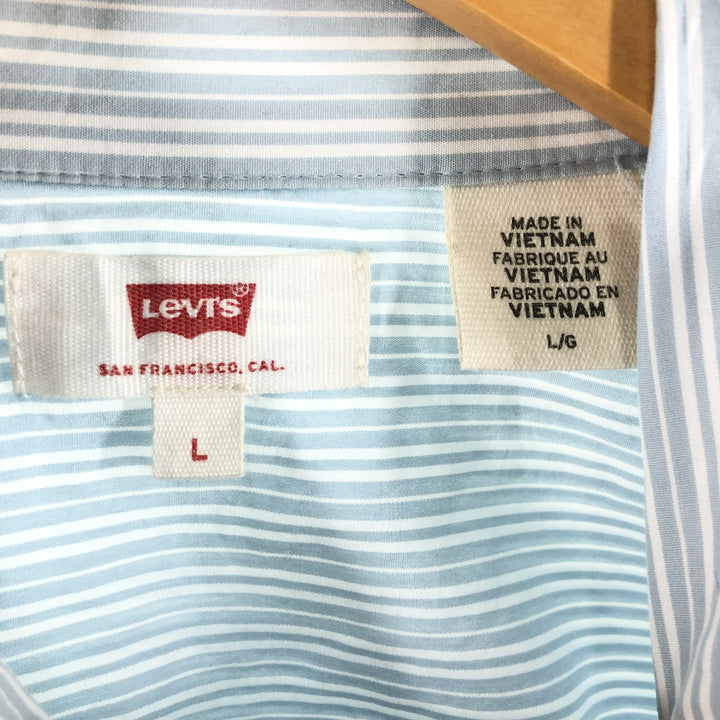 Levi's®
SAN FRANCISCO, CAL.
L
MADE IN
VIETNAM
FABRIQUE AU
VIETNAM
FABRICADO EN
VIETNAM
L/G